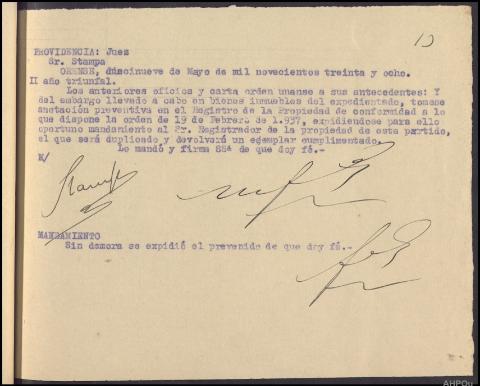 PROVIDENCIA: Juez
Sr. Stampa
ORENSE, diecinueve de Mayo de mil novecientos treinta y ocho.
II año triunfal.
Los anteriores oficios y carta orden unanse a sus antecedentes: Y
del embargo llevado a cabo en bienes inmuebles del expedientado, tomese
anotación preventiva en el Registro de la Propiedad de conformidad a lo
que dispone la orden de 19 de Febrero de 1.937, expidiendose para ello
oportuno mandamiento al Sr. Registrador de la propiedad de este partido,
el que será duplicado y devolverá un ejemplar cumplimentado.
Lo mandó y firma SSª de que doy fé.-
E/
Stampa
MANDAMIENTO
Sin demora se expidió el prevenido de que doy fé.-
AHPOu